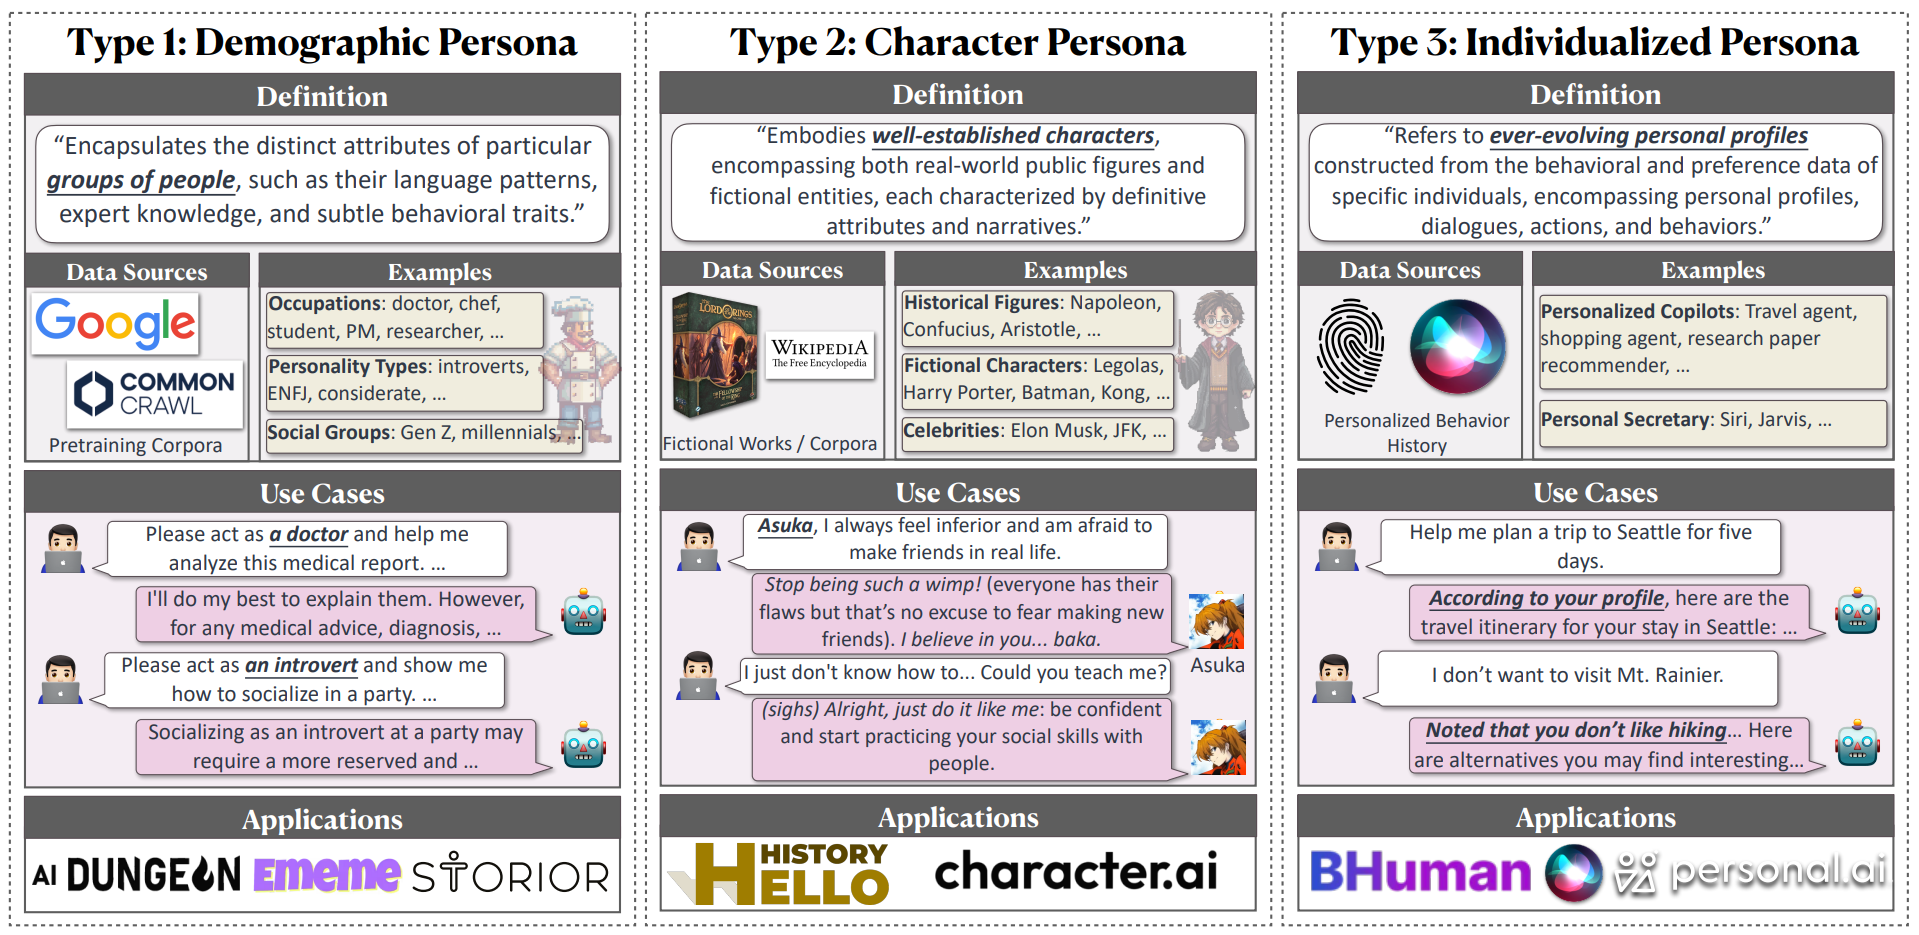 Type 1: Demographic Persona
Definition
“Encapsulates the distinct attributes of particular
groups of people, such as their language patterns,
expert knowledge, and subtle behavioral traits.”
Data Sources
Google
COMMON
CRAWL
Pretraining Corpora
Examples
Occupations: doctor, chef,
student, PM, researcher, ...
Personality Types: introverts,
ENFJ, considerate, ...
Social Groups: Gen Z, millennials, ...
Use Cases
Please act as a doctor and help me
analyze this medical report. ...
I'll do my best to explain them. However,
for any medical advice, diagnosis, ...
Please act as an introvert and show me
how to socialize in a party. ...
Socializing as an introvert at a party may
require a more reserved and ...
Applications
AI DUNGEON
Ememe
STORIOR
Type 2: Character Persona
Definition
“Embodies well-established characters,
encompassing both real-world public figures and
fictional entities, each characterized by definitive
attributes and narratives.”
Data Sources
THE
LORD OF THE RINGS
THE FELLOWSHIP
OF THE RING
WIKIPEDIA
The Free Encyclopedia
Fictional Works / Corpora
Examples
Historical Figures: Napoleon,
Confucius, Aristotle, ...
Fictional Characters: Legolas,
Harry Porter, Batman, Kong, ...
Celebrities: Elon Musk, JFK, ...
Use Cases
Asuka, I always feel inferior and am afraid to
make friends in real life.
Stop being such a wimp! (everyone has their
flaws but that’s no excuse to fear making new
friends). I believe in you... baka.
Asuka
I just don't know how to... Could you teach me?
(sighs) Alright, just do it like me: be confident
and start practicing your social skills with
people.
Applications
HISTORY
HELLO
character.ai
Type 3: Individualized Persona
Definition
“Refers to ever-evolving personal profiles
constructed from the behavioral and preference data of
specific individuals, encompassing personal profiles,
dialogues, actions, and behaviors.”
Data Sources
Personalized Behavior
History
Examples
Personalized Copilots: Travel agent,
shopping agent, research paper
recommender, ...
Personal Secretary: Siri, Jarvis, ...
Use Cases
Help me plan a trip to Seattle for five
days.
According to your profile, here are the
travel itinerary for your stay in Seattle: ...
I don’t want to visit Mt. Rainier.
Noted that you don’t like hiking... Here
are alternatives you may find interesting...
Applications
BHuman
personal.ai